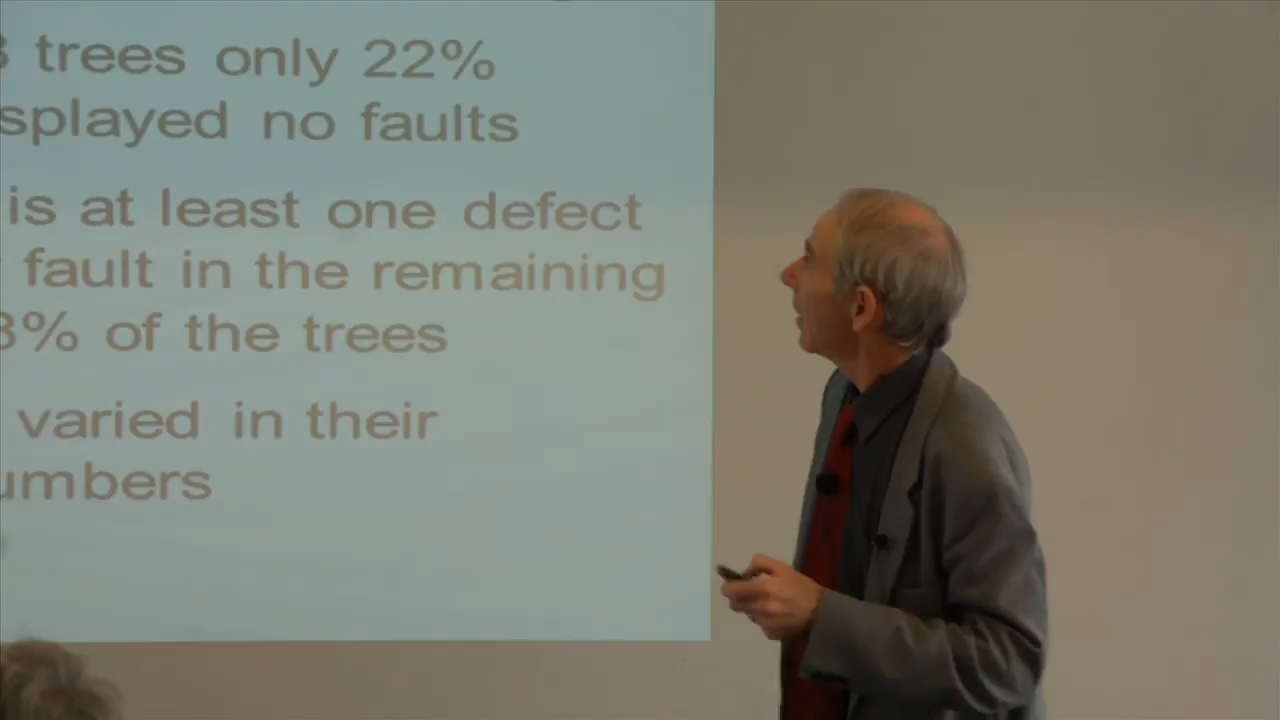 trees only 22%
splayed no faults
is at least one defect
fault in the remaining
8% of the trees
varied in their
umbers